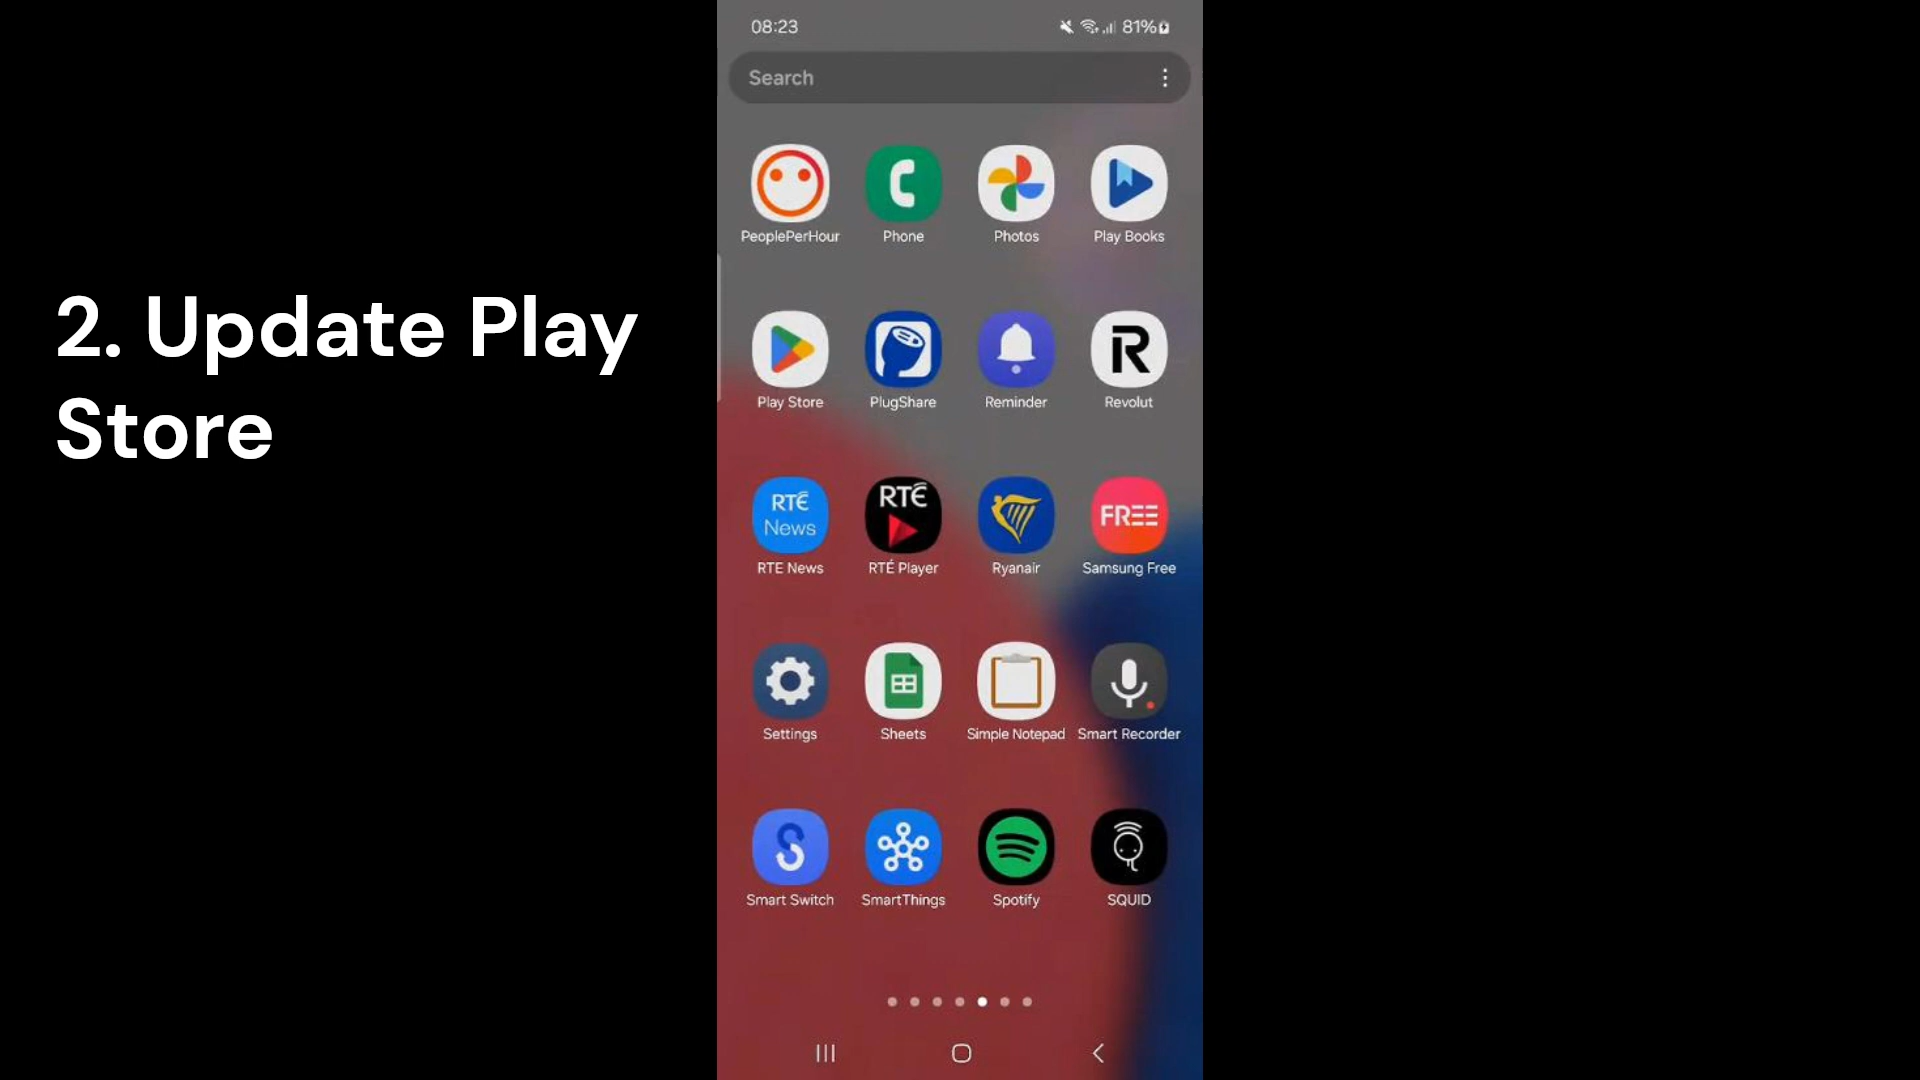 2. Update Play
Store
08:23
81%
Search
PeoplePerHour
Phone
Photos
Play Books
Play Store
PlugShare
Reminder
R
Revolut
RTÉ
News
RTÉ
FREE
RTE News
RTÉ Player
Ryanair
Samsung Free
Settings
Sheets
Simple Notepad
Smart Recorder
S
Smart Switch
SmartThings
Spotify
SQUID